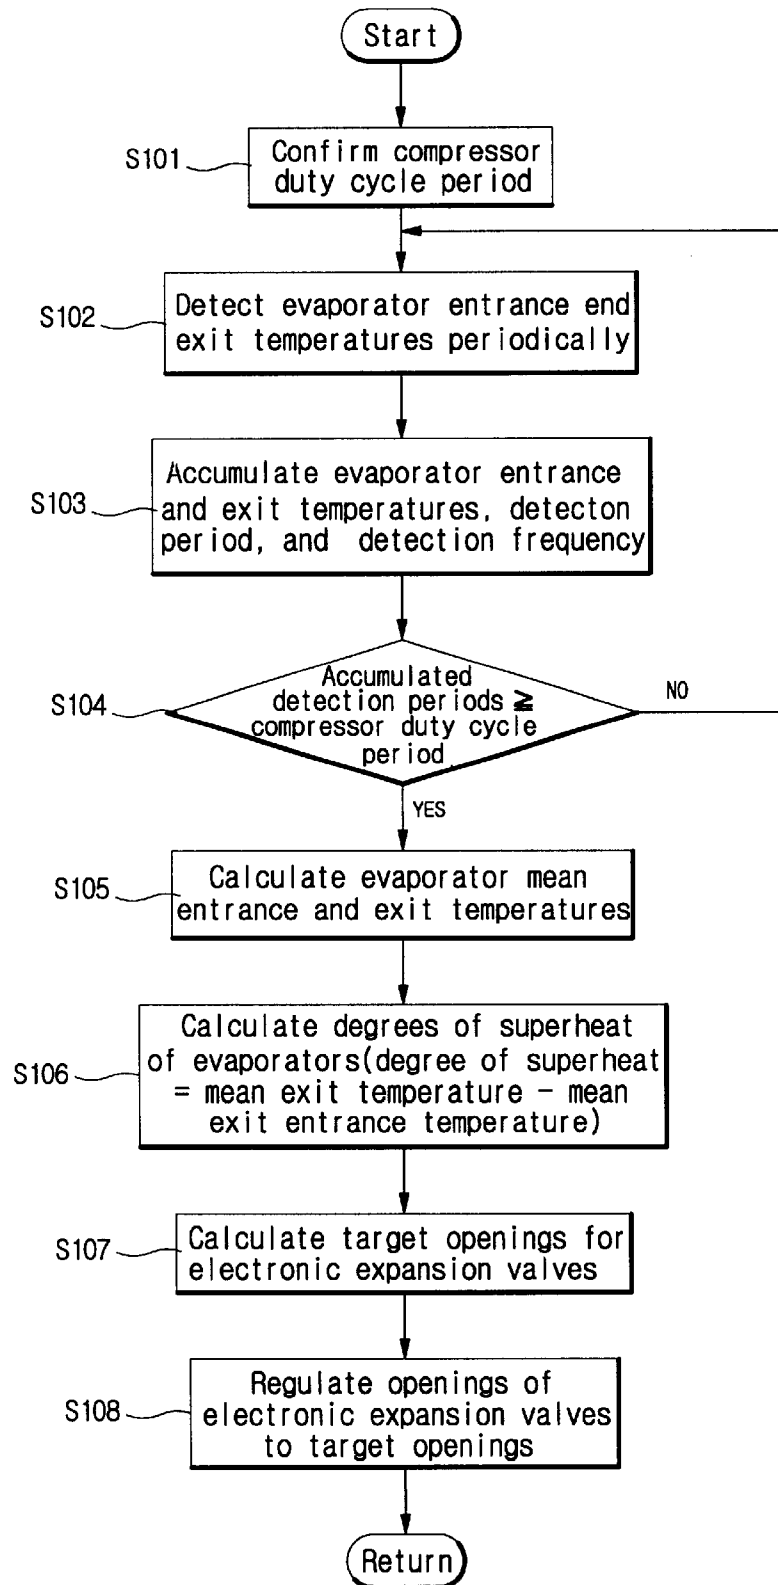 Start
S101
Confirm compressor
duty cycle period
S102
Detect evaporator entrance end
exit temperatures periodically
S103
Accumulate evaporator entrance
and exit temperatures, detecton
period, and detection frequency
S104
Accumulated
detection periods ≧
compressor duty cycle
period
NO
YES
S105
Calculate evaporator mean
entrance and exit temperatures
S106
Calculate degrees of superheat
of evaporators(degree of superheat
= mean exit temperature – mean
exit entrance temperature)
S107
Calculate target openings for
electronic expansion valves
S108
Regulate openings of
electronic expansion valves
to target openings
Return